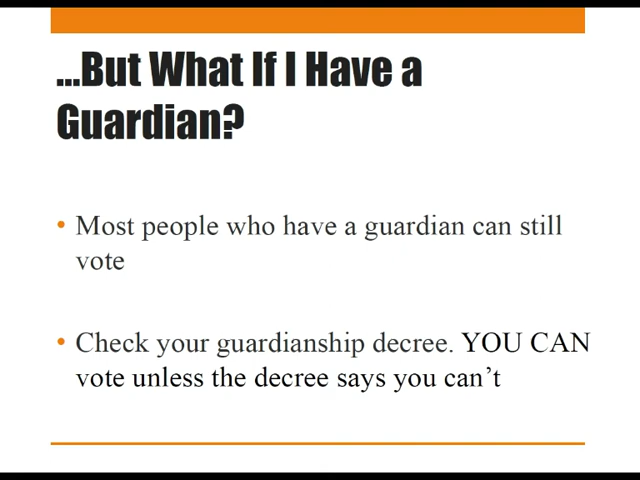 ...But What If I Have a
Guardian?
• Most people who have a guardian can still
vote
• Check your guardianship decree. YOU CAN
vote unless the decree says you can't